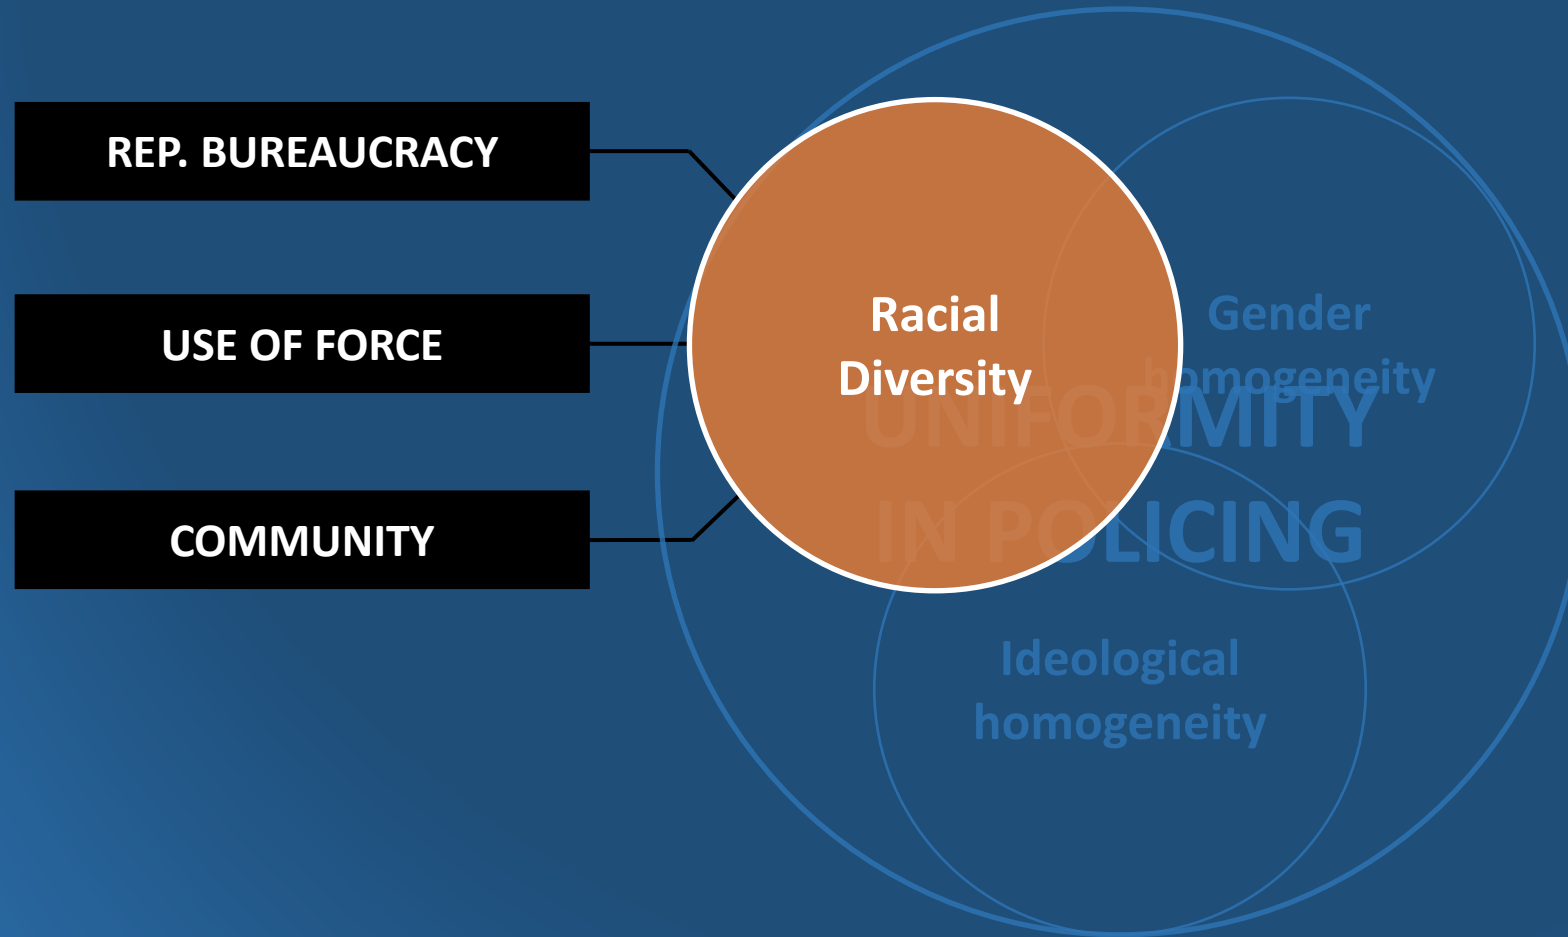 REP. BUREAUCRACY
USE OF FORCE
COMMUNITY
Racial
Diversity
Gender
homogeneity
UNIFORMITY
IN POLICING
Ideological
homogeneity